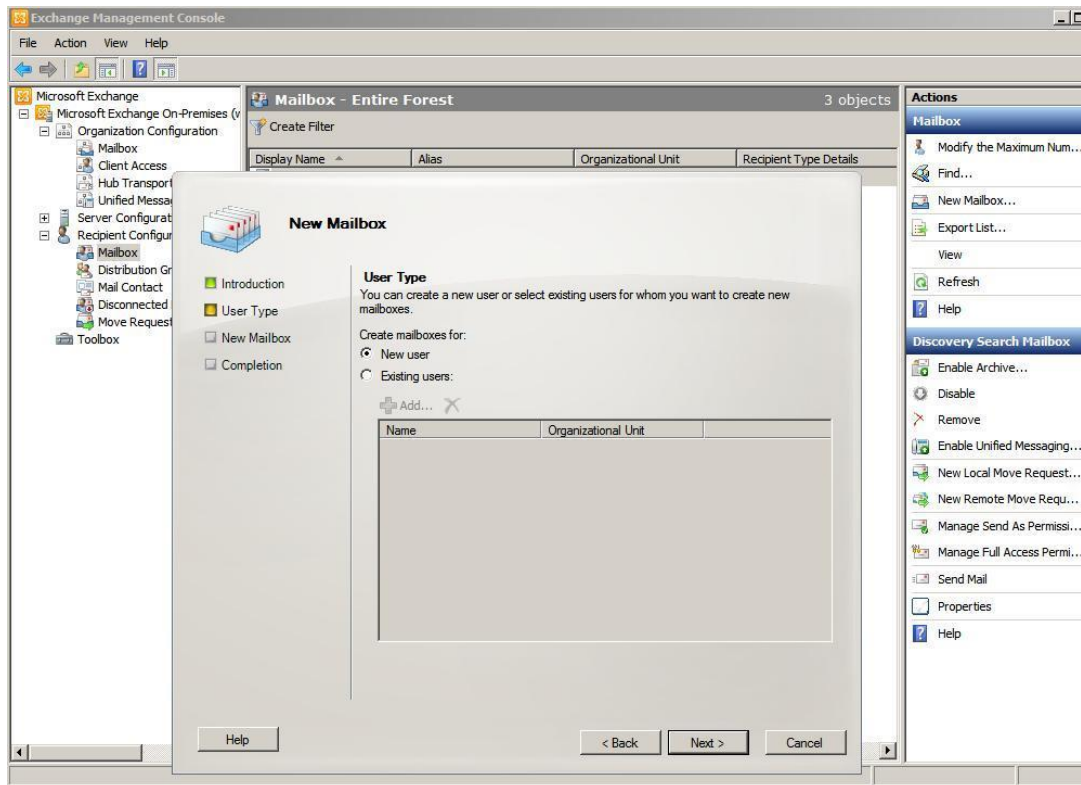 Exchange Management Console
File Action View Help
Microsoft Exchange
Microsoft Exchange On-Premises (v
Organization Configuration
Mailbox
Client Access
Hub Transport
Unified Messa
Server Configurat
Recipient Configur
Mailbox
Distribution Gr
Mail Contact
Disconnected
Move Request
Toolbox
Mailbox - Entire Forest 3 objects
Create Filter
Display Name Alias Organizational Unit Recipient Type Details
New Mailbox
Introduction
User Type
New Mailbox
Completion
User Type
You can create a new user or select existing users for whom you want to create new
mailboxes.
Create mailboxes for:
New user
Existing users:
Add...
Name Organizational Unit
Help
< Back Next > Cancel
Actions
Mailbox
Modify the Maximum Num...
Find...
New Mailbox...
Export List...
View
Refresh
Help
Discovery Search Mailbox
Enable Archive...
Disable
Remove
Enable Unified Messaging...
New Local Move Request...
New Remote Move Requ...
Manage Send As Permissi...
Manage Full Access Permi...
Send Mail
Properties
Help